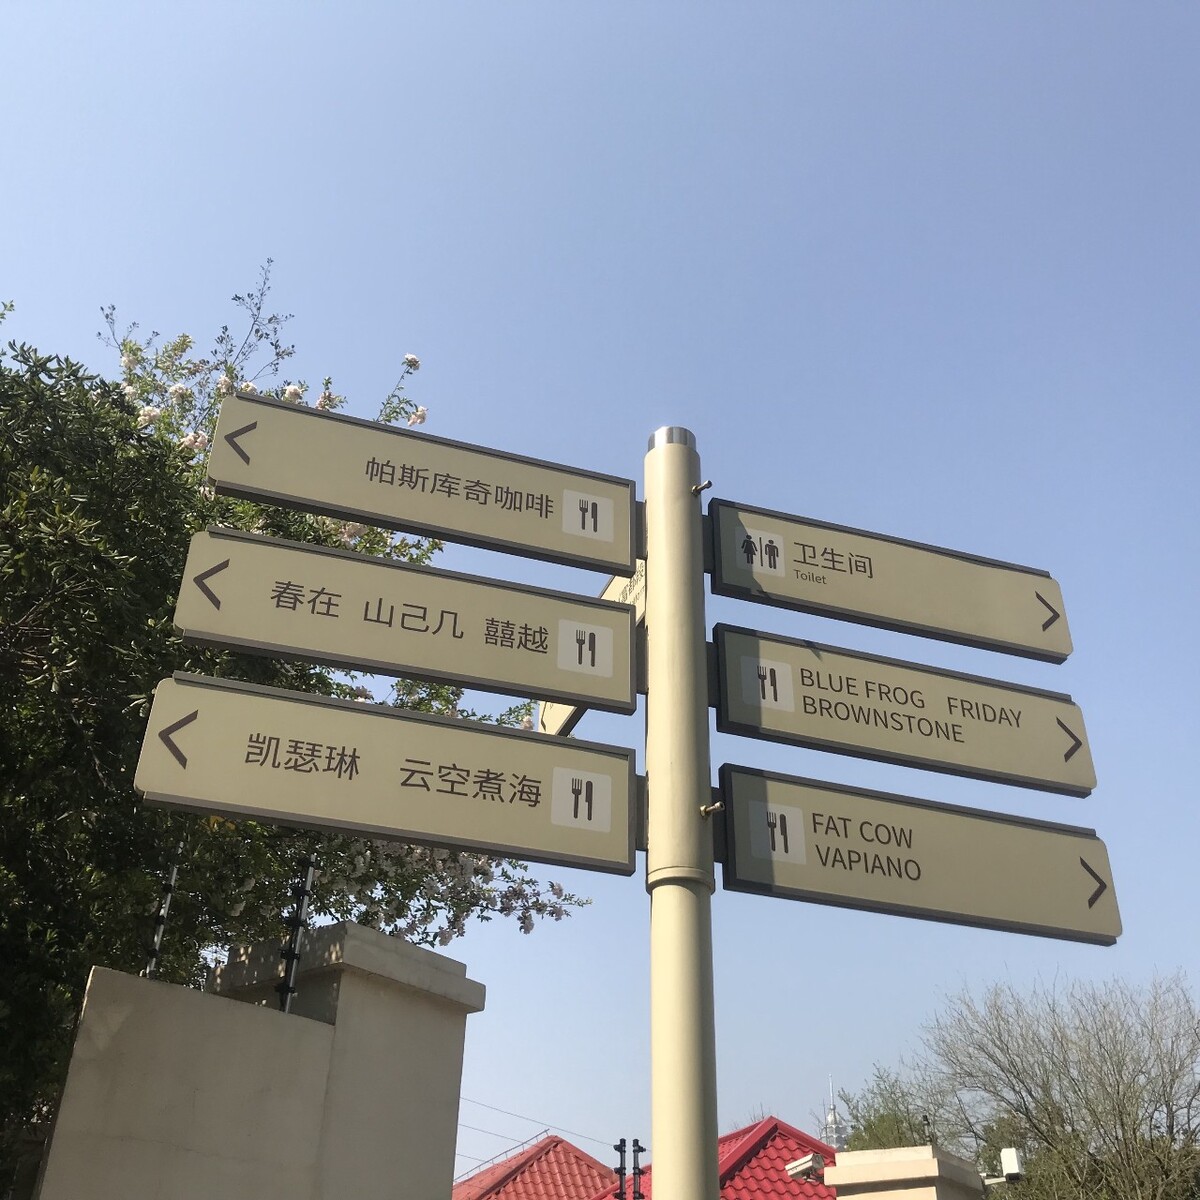 帕斯库奇咖啡
春在 山己几 囍越
凯瑟琳 云空煮海
卫生间
Toilet
BLUE FROG FRIDAY
BROWNSTONE
FAT COW
VAPIANO